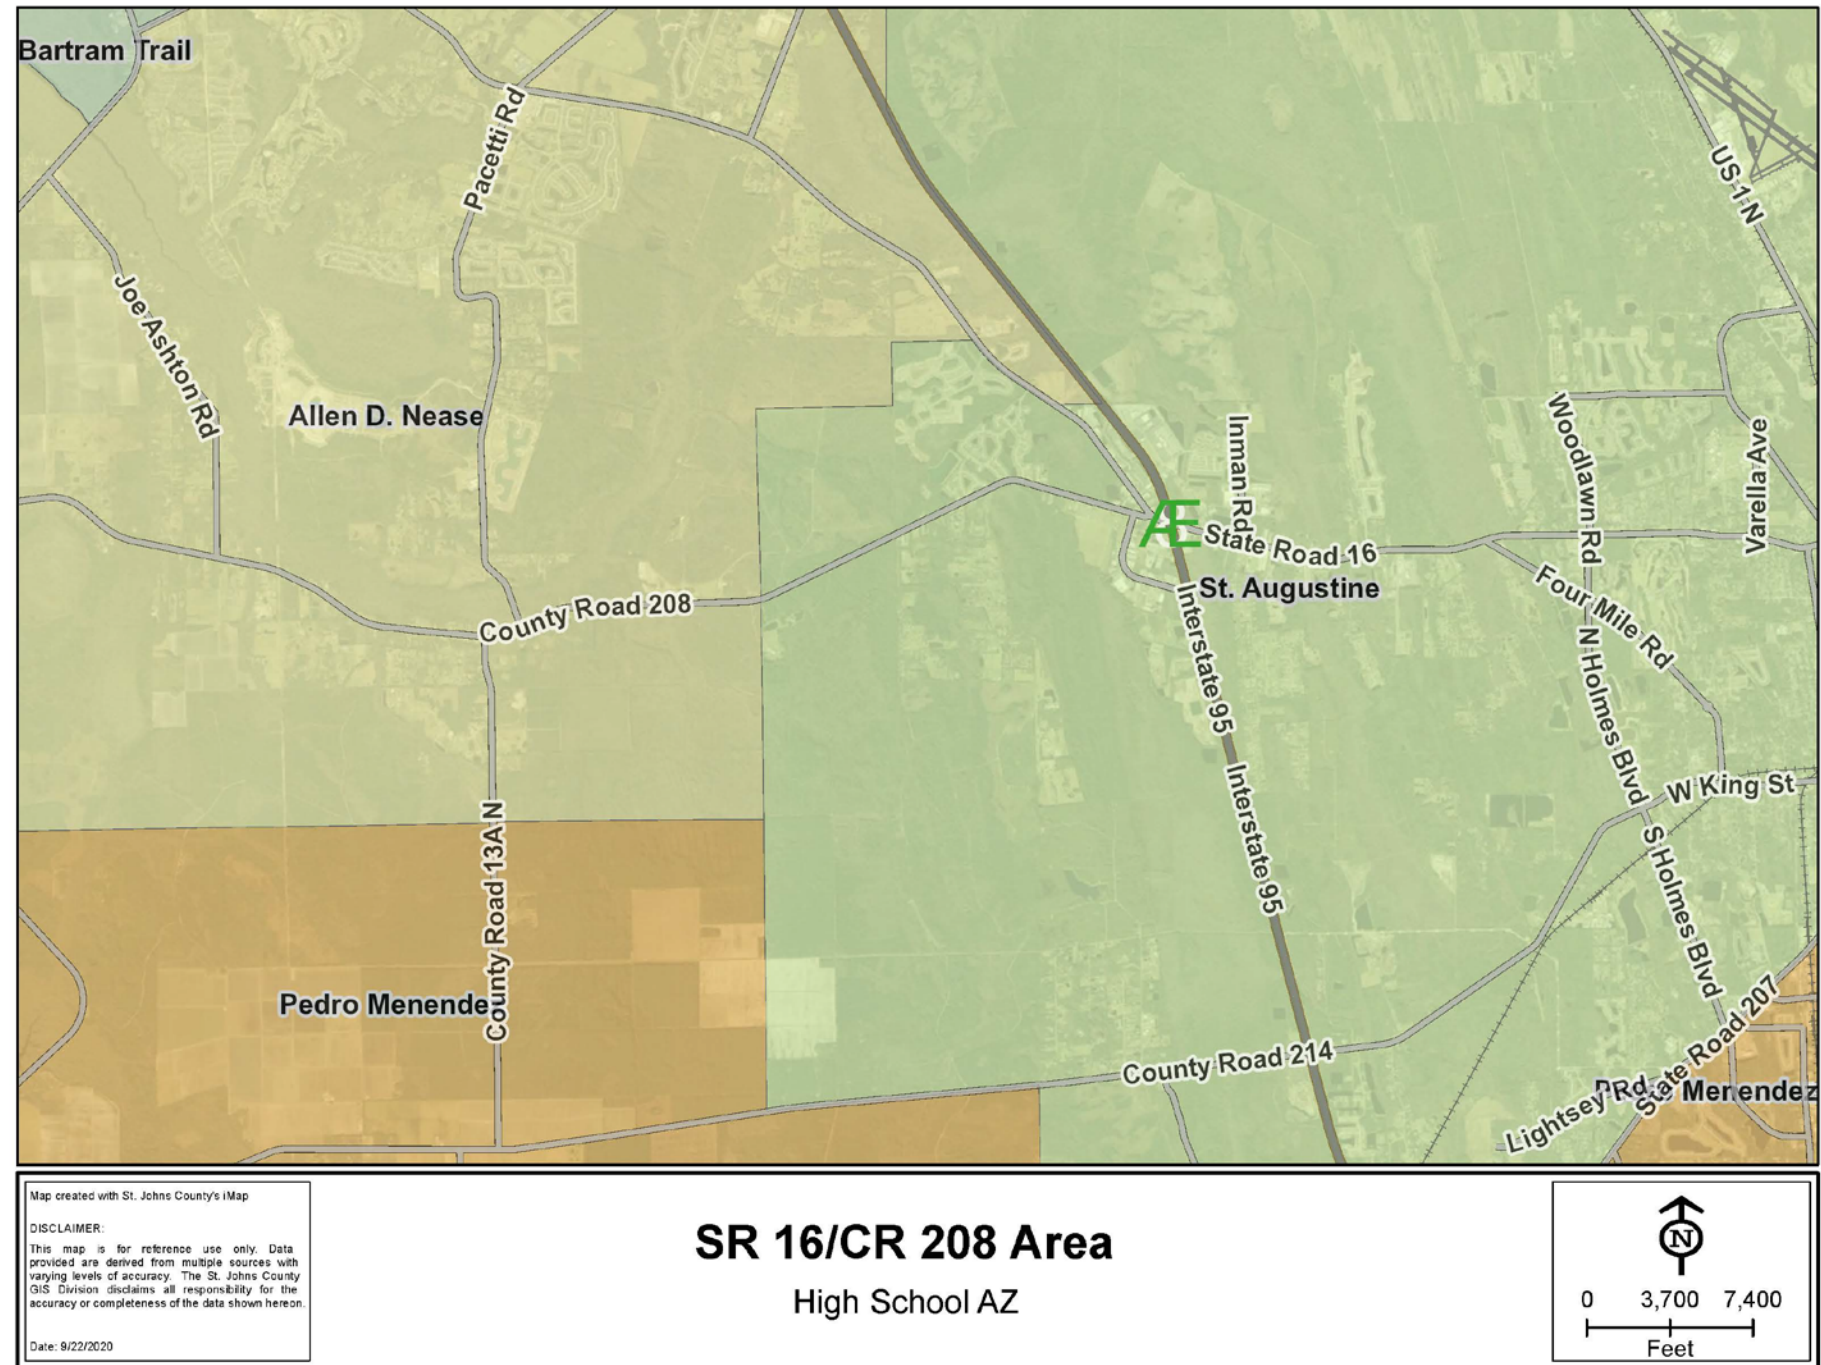 Bartram Trail
Pacetti Rd
US 1 N
Joe Ashton Rd
Allen D. Nease
Inman Rd
Woodlawn Rd
Varella Ave
Æ
State Road 16
St. Augustine
Four Mile Rd
County Road 208
Interstate 95
N Holmes Blvd
Interstate 95
W King St
County Road 13A N
S Holmes Blvd
Pedro Menende
State Road 207
County Road 214
Menendez
Lightsey Rd
Map created with St. Johns County's iMap
DISCLAIMER:
This map is for reference use only. Data
provided are derived from multiple sources with
varying levels of accuracy. The St. Johns County
GIS Division disclaims all responsibility for the
accuracy or completeness of the data shown hereon.
Date: 9/22/2020
SR 16/CR 208 Area
High School AZ
N
0 3,700 7,400
Feet